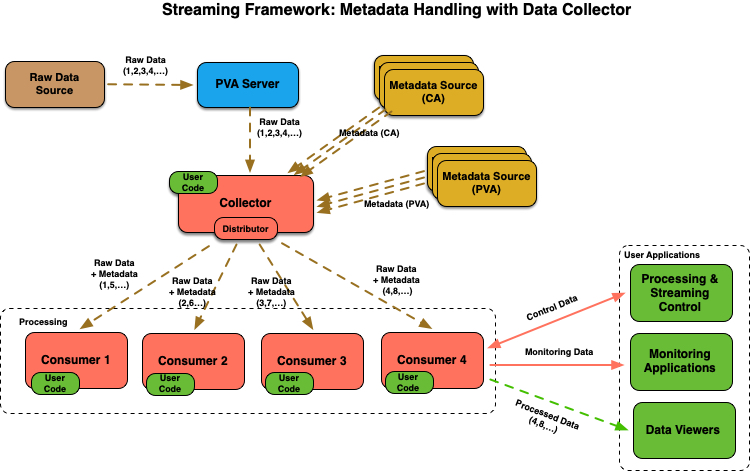 Streaming Framework: Metadata Handling with Data Collector
Raw Data
Source
Raw Data
(1,2,3,4,...)
PVA Server
Metadata Source
(CA)
Raw Data
(1,2,3,4,...)
Metadata (CA)
Metadata Source
(PVA)
Metadata (PVA)
User
Code
Collector
Distributor
Raw Data
+ Metadata
(1,5,...)
Raw Data
+ Metadata
(2,6...)
Raw Data
+ Metadata
(3,7,...)
Raw Data
+ Metadata
(4,8,...)
Processing
Consumer 1
User
Code
Consumer 2
User
Code
Consumer 3
User
Code
Consumer 4
User
Code
Control Data
Monitoring Data
Processed Data
(4,8,...)
User Applications
Processing &
Streaming
Control
Monitoring
Applications
Data Viewers